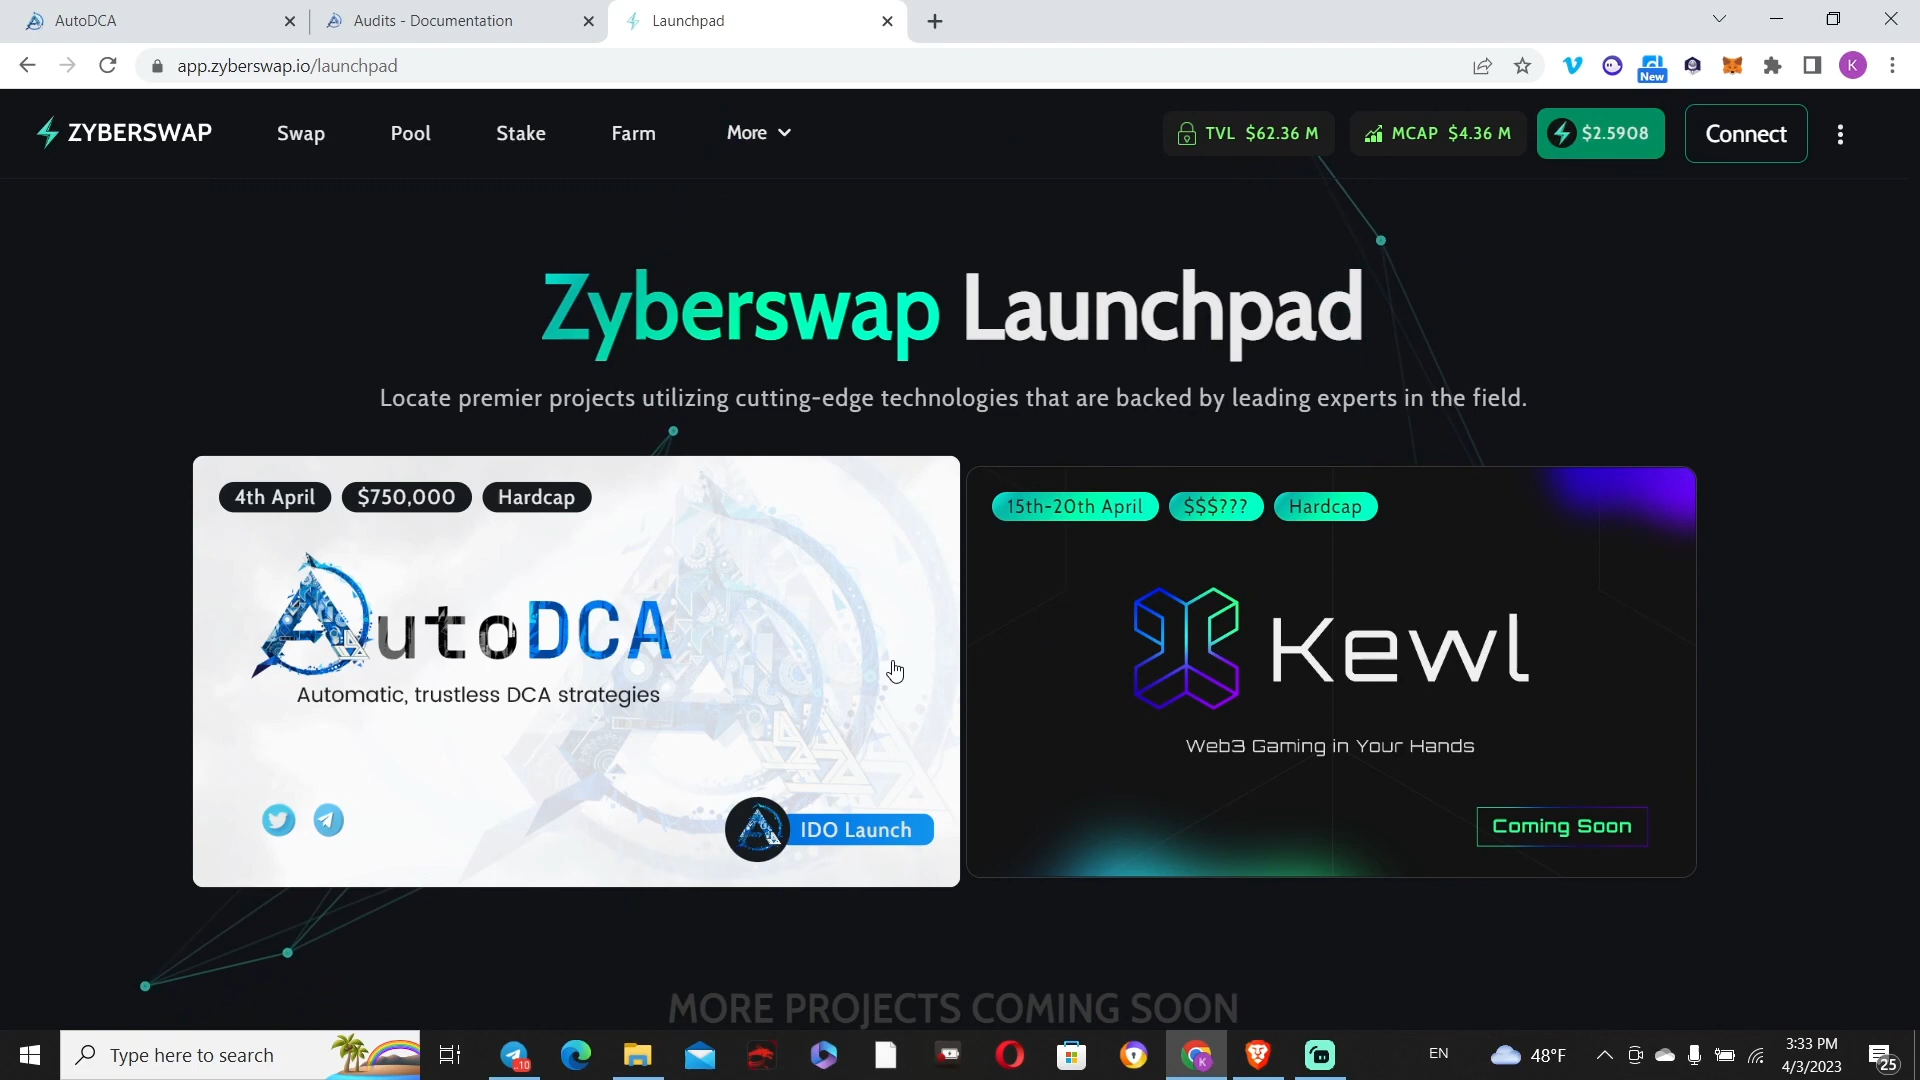 AutoDCA
Audits - Documentation
Launchpad
app.zyberswap.io/launchpad
New
K
ZYBERSWAP
Swap
Pool
Stake
Farm
More
TVL $62.36 M
MCAP $4.36 M
$2.5908
Connect
Zyberswap Launchpad
Locate premier projects utilizing cutting-edge technologies that are backed by leading experts in the field.
4th April
$750,000
Hardcap
AutoDCA
Automatic, trustless DCA strategies
IDO Launch
15th-20th April
$$$???
Hardcap
Kewl
Web3 Gaming in Your Hands
Coming Soon
MORE PROJECTS COMING SOON
Type here to search
10
K
EN
48°F
3:33 PM
4/3/2023
25